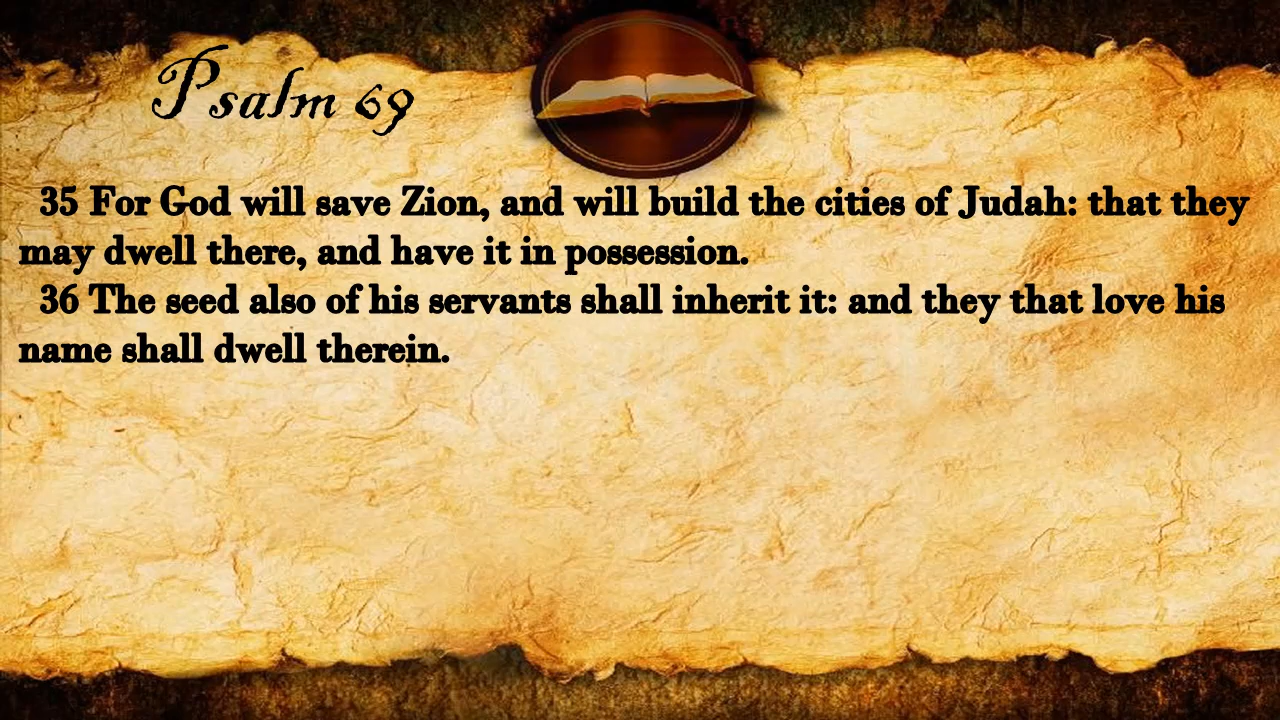 Psalm 69
35 For God will save Zion, and will build the cities of Judah: that they
may dwell there, and have it in possession.
36 The seed also of his servants shall inherit it: and they that love his
name shall dwell therein.